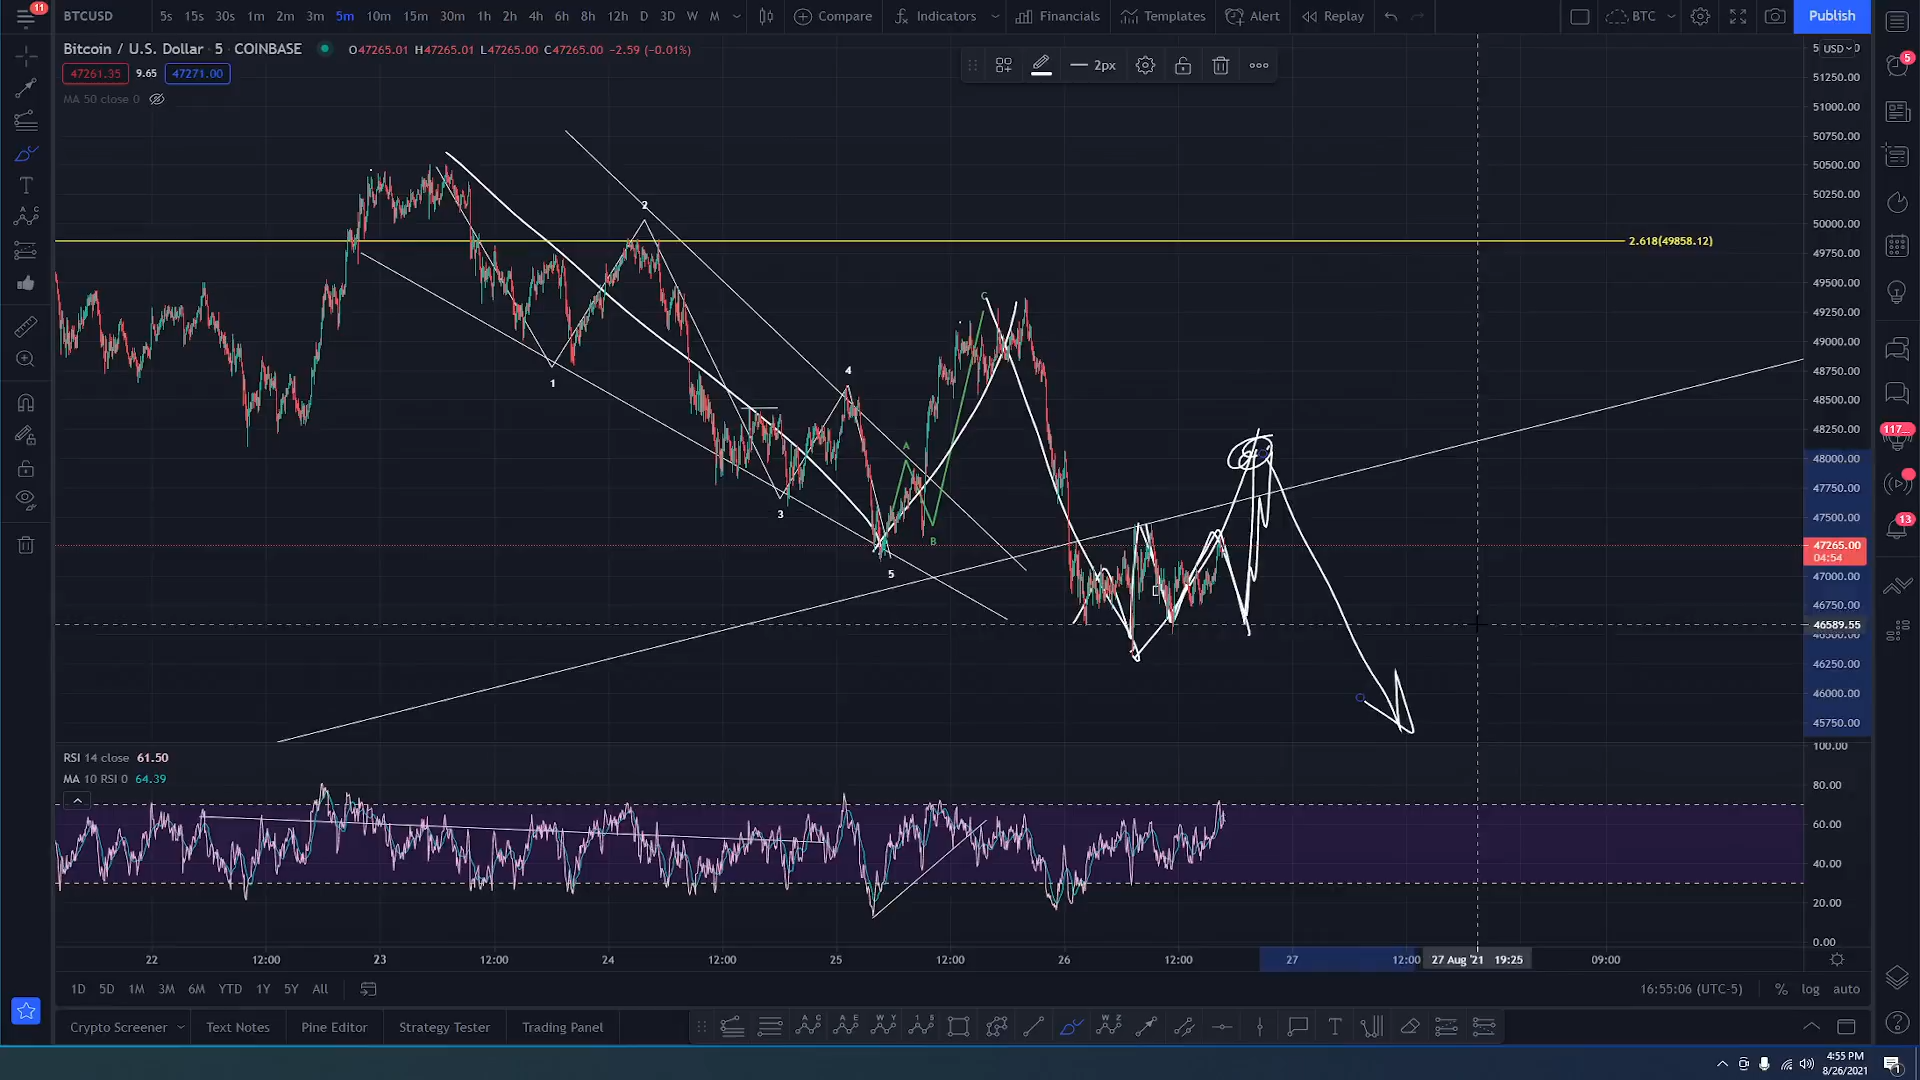 11
BTCUSD 5s 15s 30s 1m 2m 3m 5m 10m 15m 30m 1h 2h 4h 6h 8h 12h D 3D W M Compare Indicators Financials Templates Alert Replay BTC Publish
Bitcoin / U.S. Dollar · 5 · COINBASE O47265.01 H47265.01 L47265.00 C47265.00 −2.59 (−0.01%)
47261.35 9.65 47271.00
2px
MA 50 close 0
USD
51250.00
51000.00
50750.00
50500.00
50250.00
50000.00
49750.00
49500.00
49250.00
49000.00
48750.00
48500.00
48250.00
48000.00
47750.00
47500.00
47265.00
04:54
47000.00
46750.00
46589.55
46500.00
46250.00
46000.00
45750.00
2.618(49858.12)
2
1
4
3
5
A
B
C
5
117
13
RSI 14 close 61.50
MA 10 RSI 0 64.39
100.00
80.00
60.00
40.00
20.00
0.00
22 12:00 23 12:00 24 12:00 25 12:00 26 12:00 27 12:00 27 Aug '21 19:25 09:00
1D 5D 1M 3M 6M YTD 1Y 5Y All 16:55:06 (UTC-5) % log auto
Crypto Screener Text Notes Pine Editor Strategy Tester Trading Panel
4:55 PM
8/26/2021
1